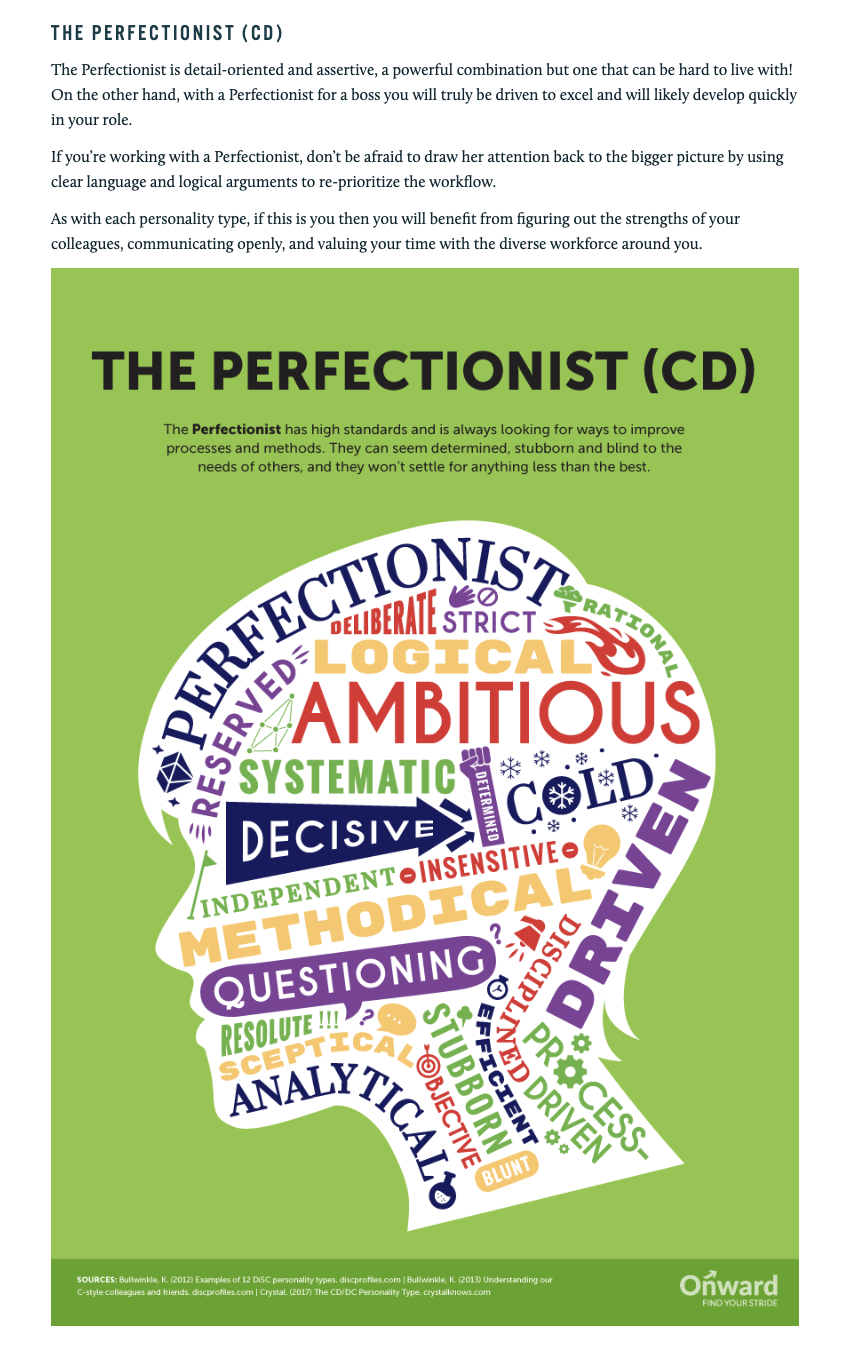 THE PERFECTIONIST (CD)
The Perfectionist is detail-oriented and assertive, a powerful combination but one that can be hard to live with!
On the other hand, with a Perfectionist for a boss you will truly be driven to excel and will likely develop quickly
in your role.
If you’re working with a Perfectionist, don’t be afraid to draw her attention back to the bigger picture by using
clear language and logical arguments to re-prioritize the workflow.
As with each personality type, if this is you then you will benefit from figuring out the strengths of your
colleagues, communicating openly, and valuing your time with the diverse workforce around you.
THE PERFECTIONIST (CD)
The Perfectionist has high standards and is always looking for ways to improve
processes and methods. They can seem determined, stubborn and blind to the
needs of others, and they won’t settle for anything less than the best.
PERFECTIONIST
DELIBERATE
STRICT
RATIONAL
LOGICAL
RESERVED
AMBITIOUS
SYSTEMATIC
DETERMINED
COLD
DECISIVE
DRIVEN
INDEPENDENT
INSENSITIVE
METHODICAL
QUESTIONING
?
DISCIPLINED
RESOLUTE !!!
?
SCEPTICAL
STUBBORN
EFFICIENT
PROCESS-
DRIVEN
ANALYTICAL
OBJECTIVE
BLUNT
SOURCES: Bullwinkle, K. (2012) Examples of 12 DiSC personality types. discprofiles.com | Bullwinkle, K. (2013) Understanding our
C-style colleagues and friends. discprofiles.com | Crystal. (2017) The CD/DC Personality Type. crystalknows.com
Onward
FIND YOUR STRIDE